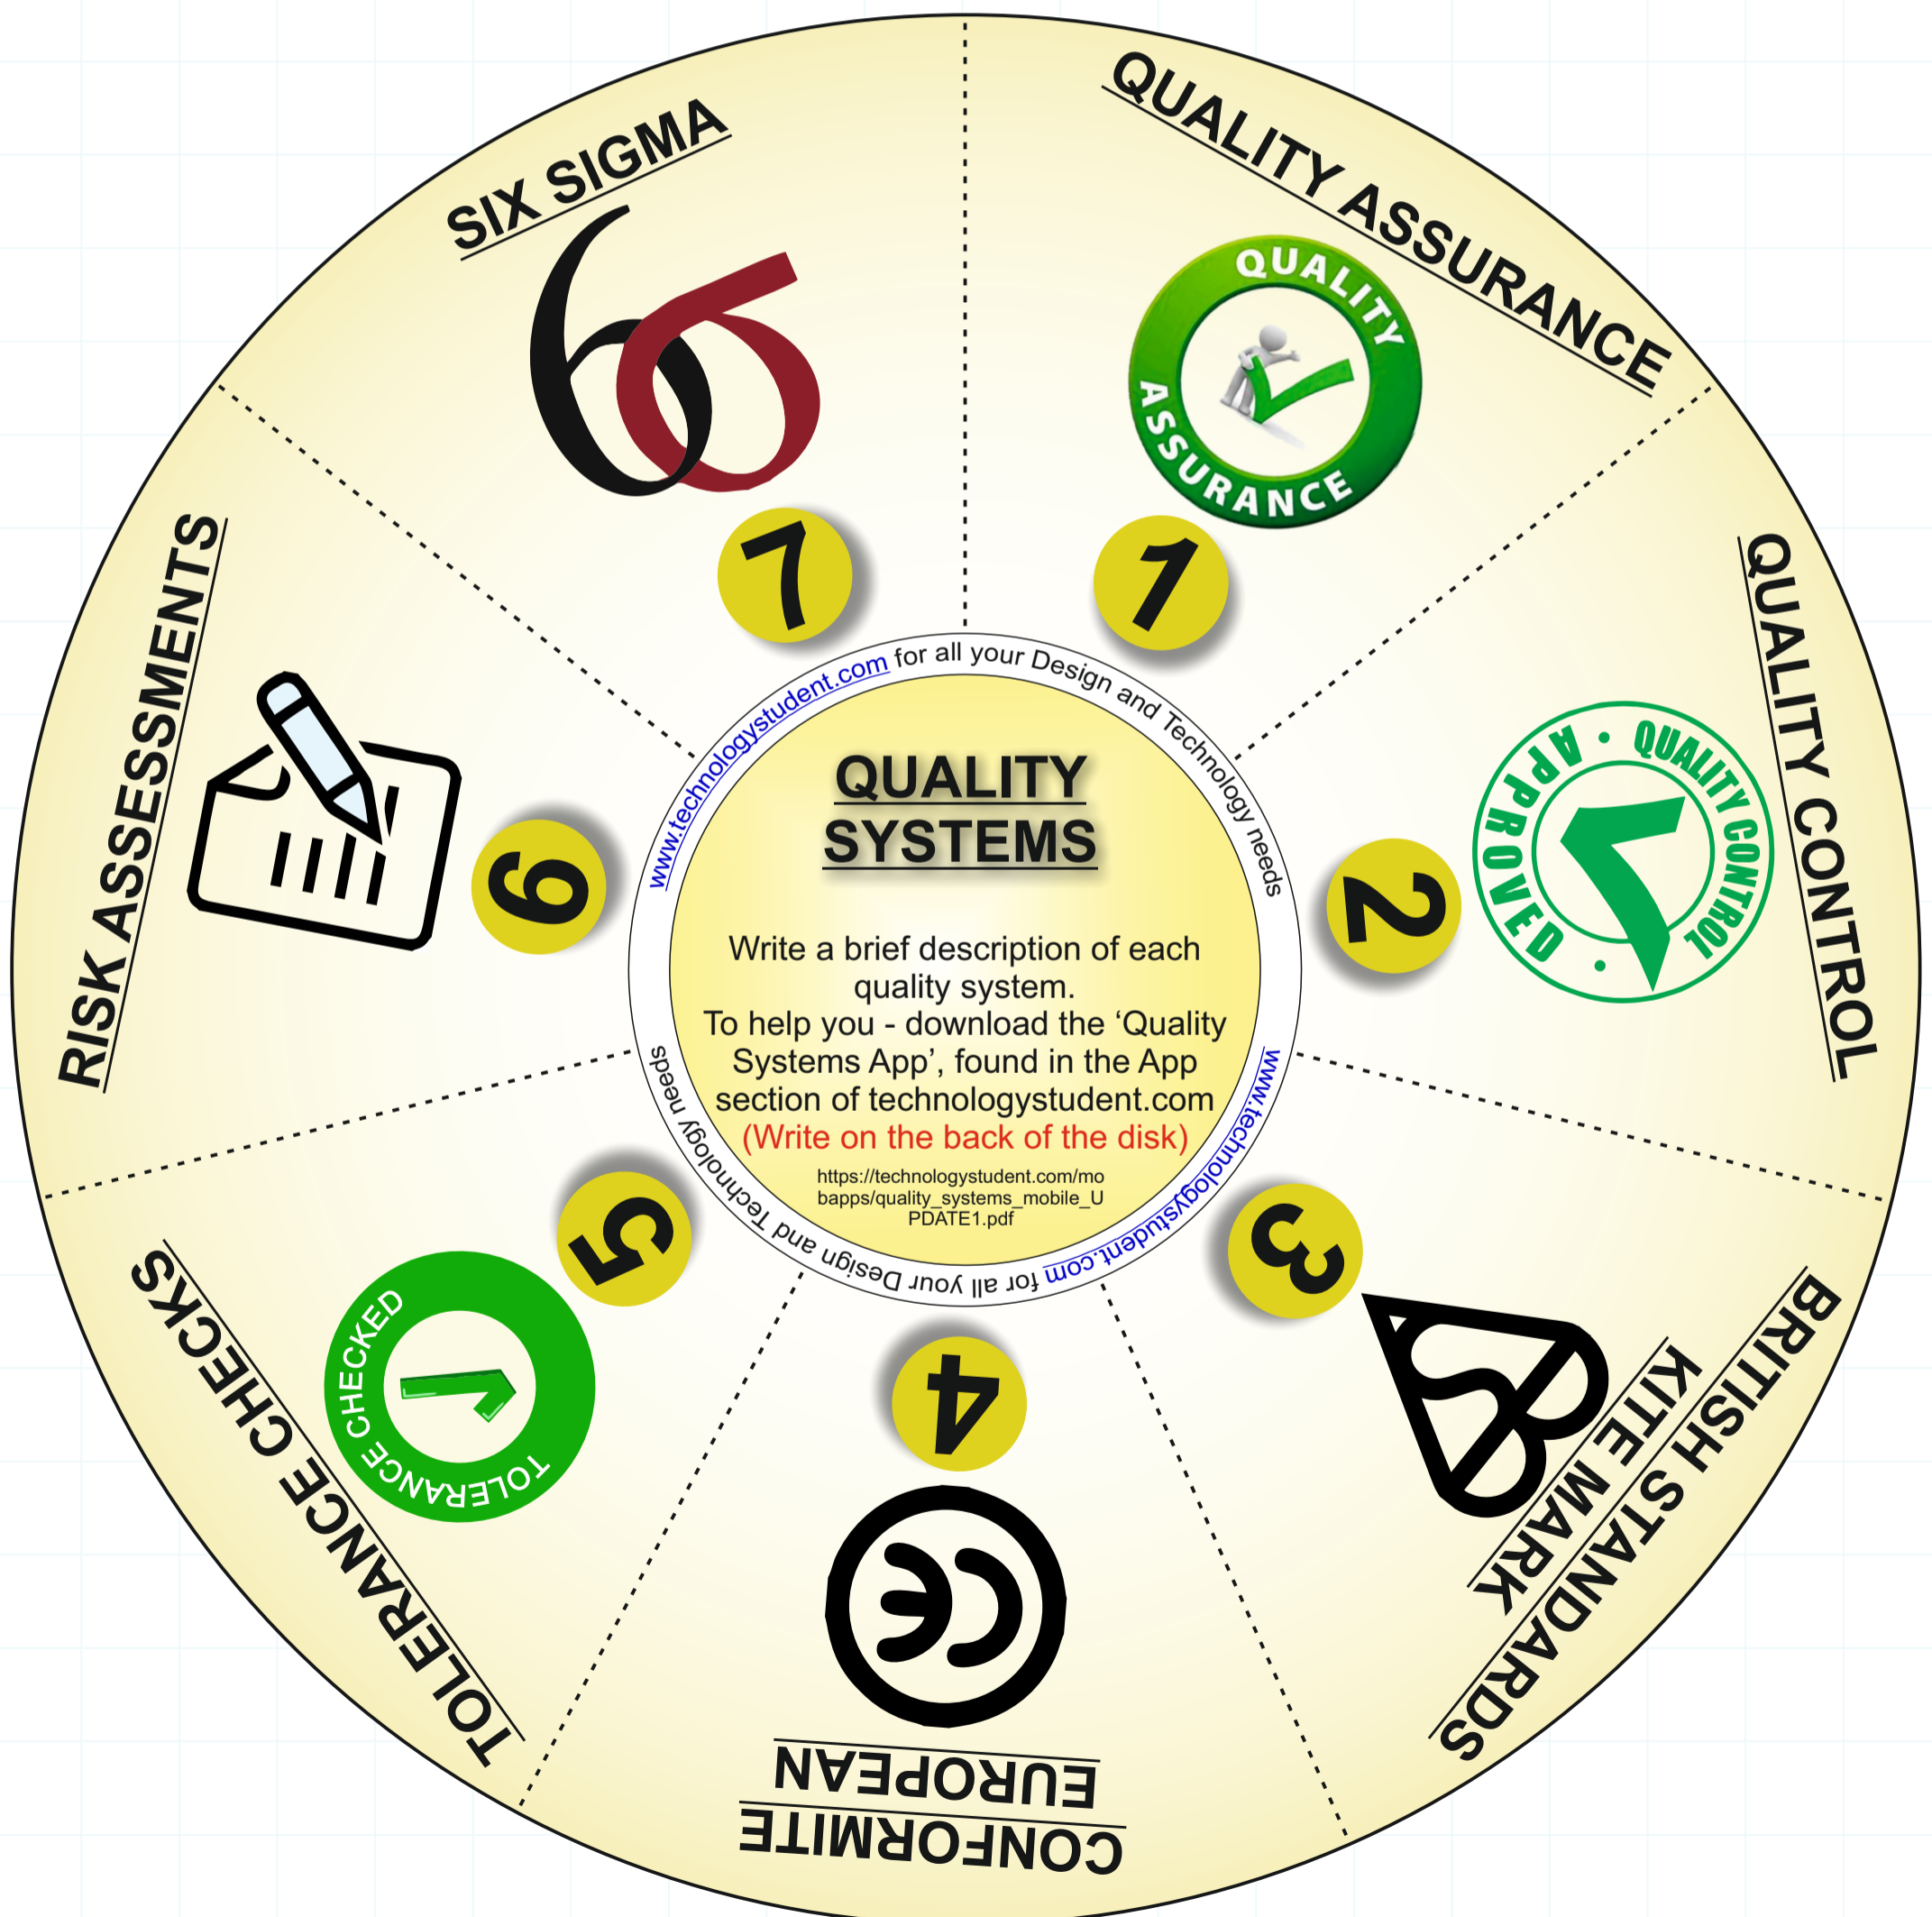 QUALITY
SYSTEMS
Write a brief description of each
quality system.
To help you - download the ‘Quality
Systems App’, found in the App
section of technologystudent.com
(Write on the back of the disk)
https://technologystudent.com/mo
bapps/quality_systems_mobile_U
PDATE1.pdf
www.technologystudent.com for all your Design and Technology needs
www.technologystudent.com for all your Design and Technology needs
QUALITY ASSURANCE
QUALITY
ASSURANCE
1
QUALITY CONTROL
QUALITY CONTROL
APPROVED
2
BRITISH STANDARDS
KITE MARK
3
CONFORMITE
EUROPEAN
CE
4
TOLERANCE CHECKS
TOLERANCE CHECKED
5
RISK ASSESSMENTS
6
SIX SIGMA
6σ
7